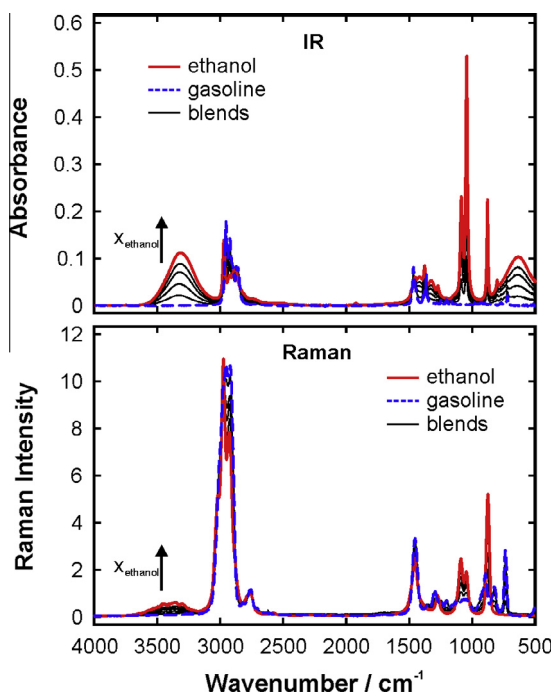 0.6
0.5
0.4
0.3
0.2
0.1
0
Absorbance
IR
ethanol
gasoline
blends
Xethanol
12
10
8
6
4
2
0
Raman Intensity
Raman
ethanol
gasoline
blends
Xethanol
4000 3500 3000 2500 2000 1500 1000 500
Wavenumber / cm-1